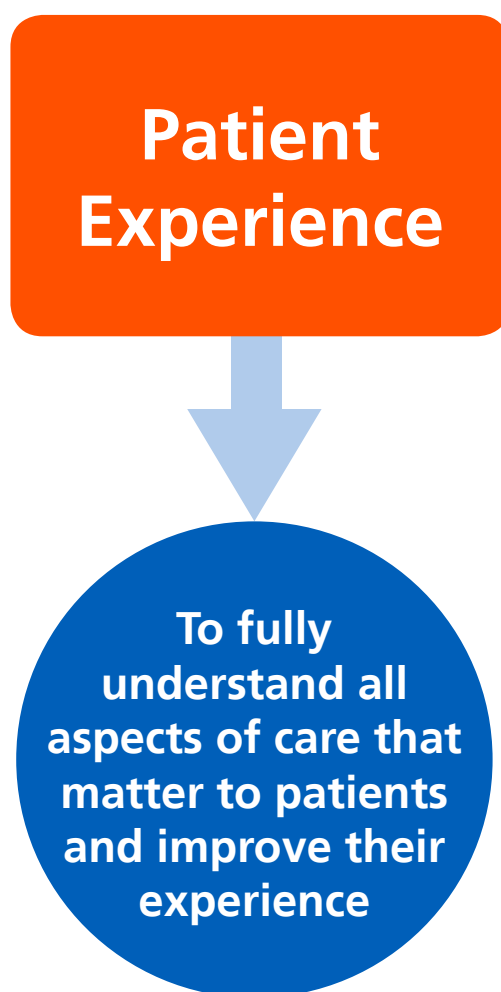 Patient
Experience
To fully
understand all
aspects of care that
matter to patients
and improve their
experience